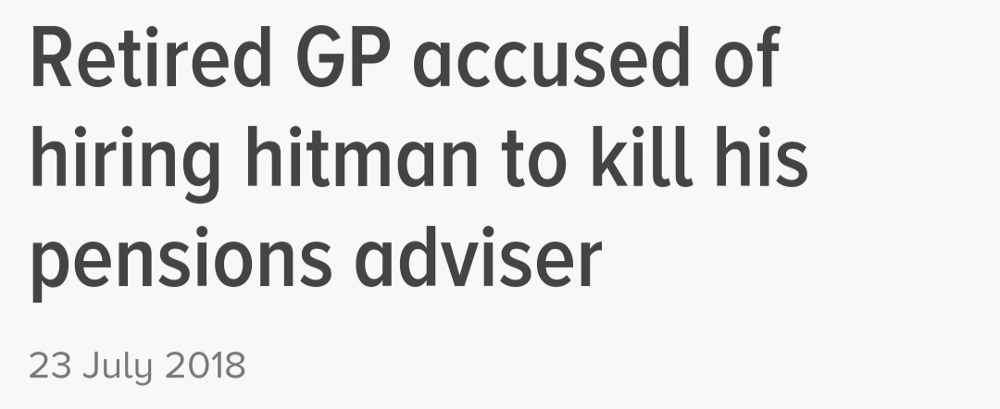 Retired GP accused of
hiring hitman to kill his
pensions adviser
23 July 2018